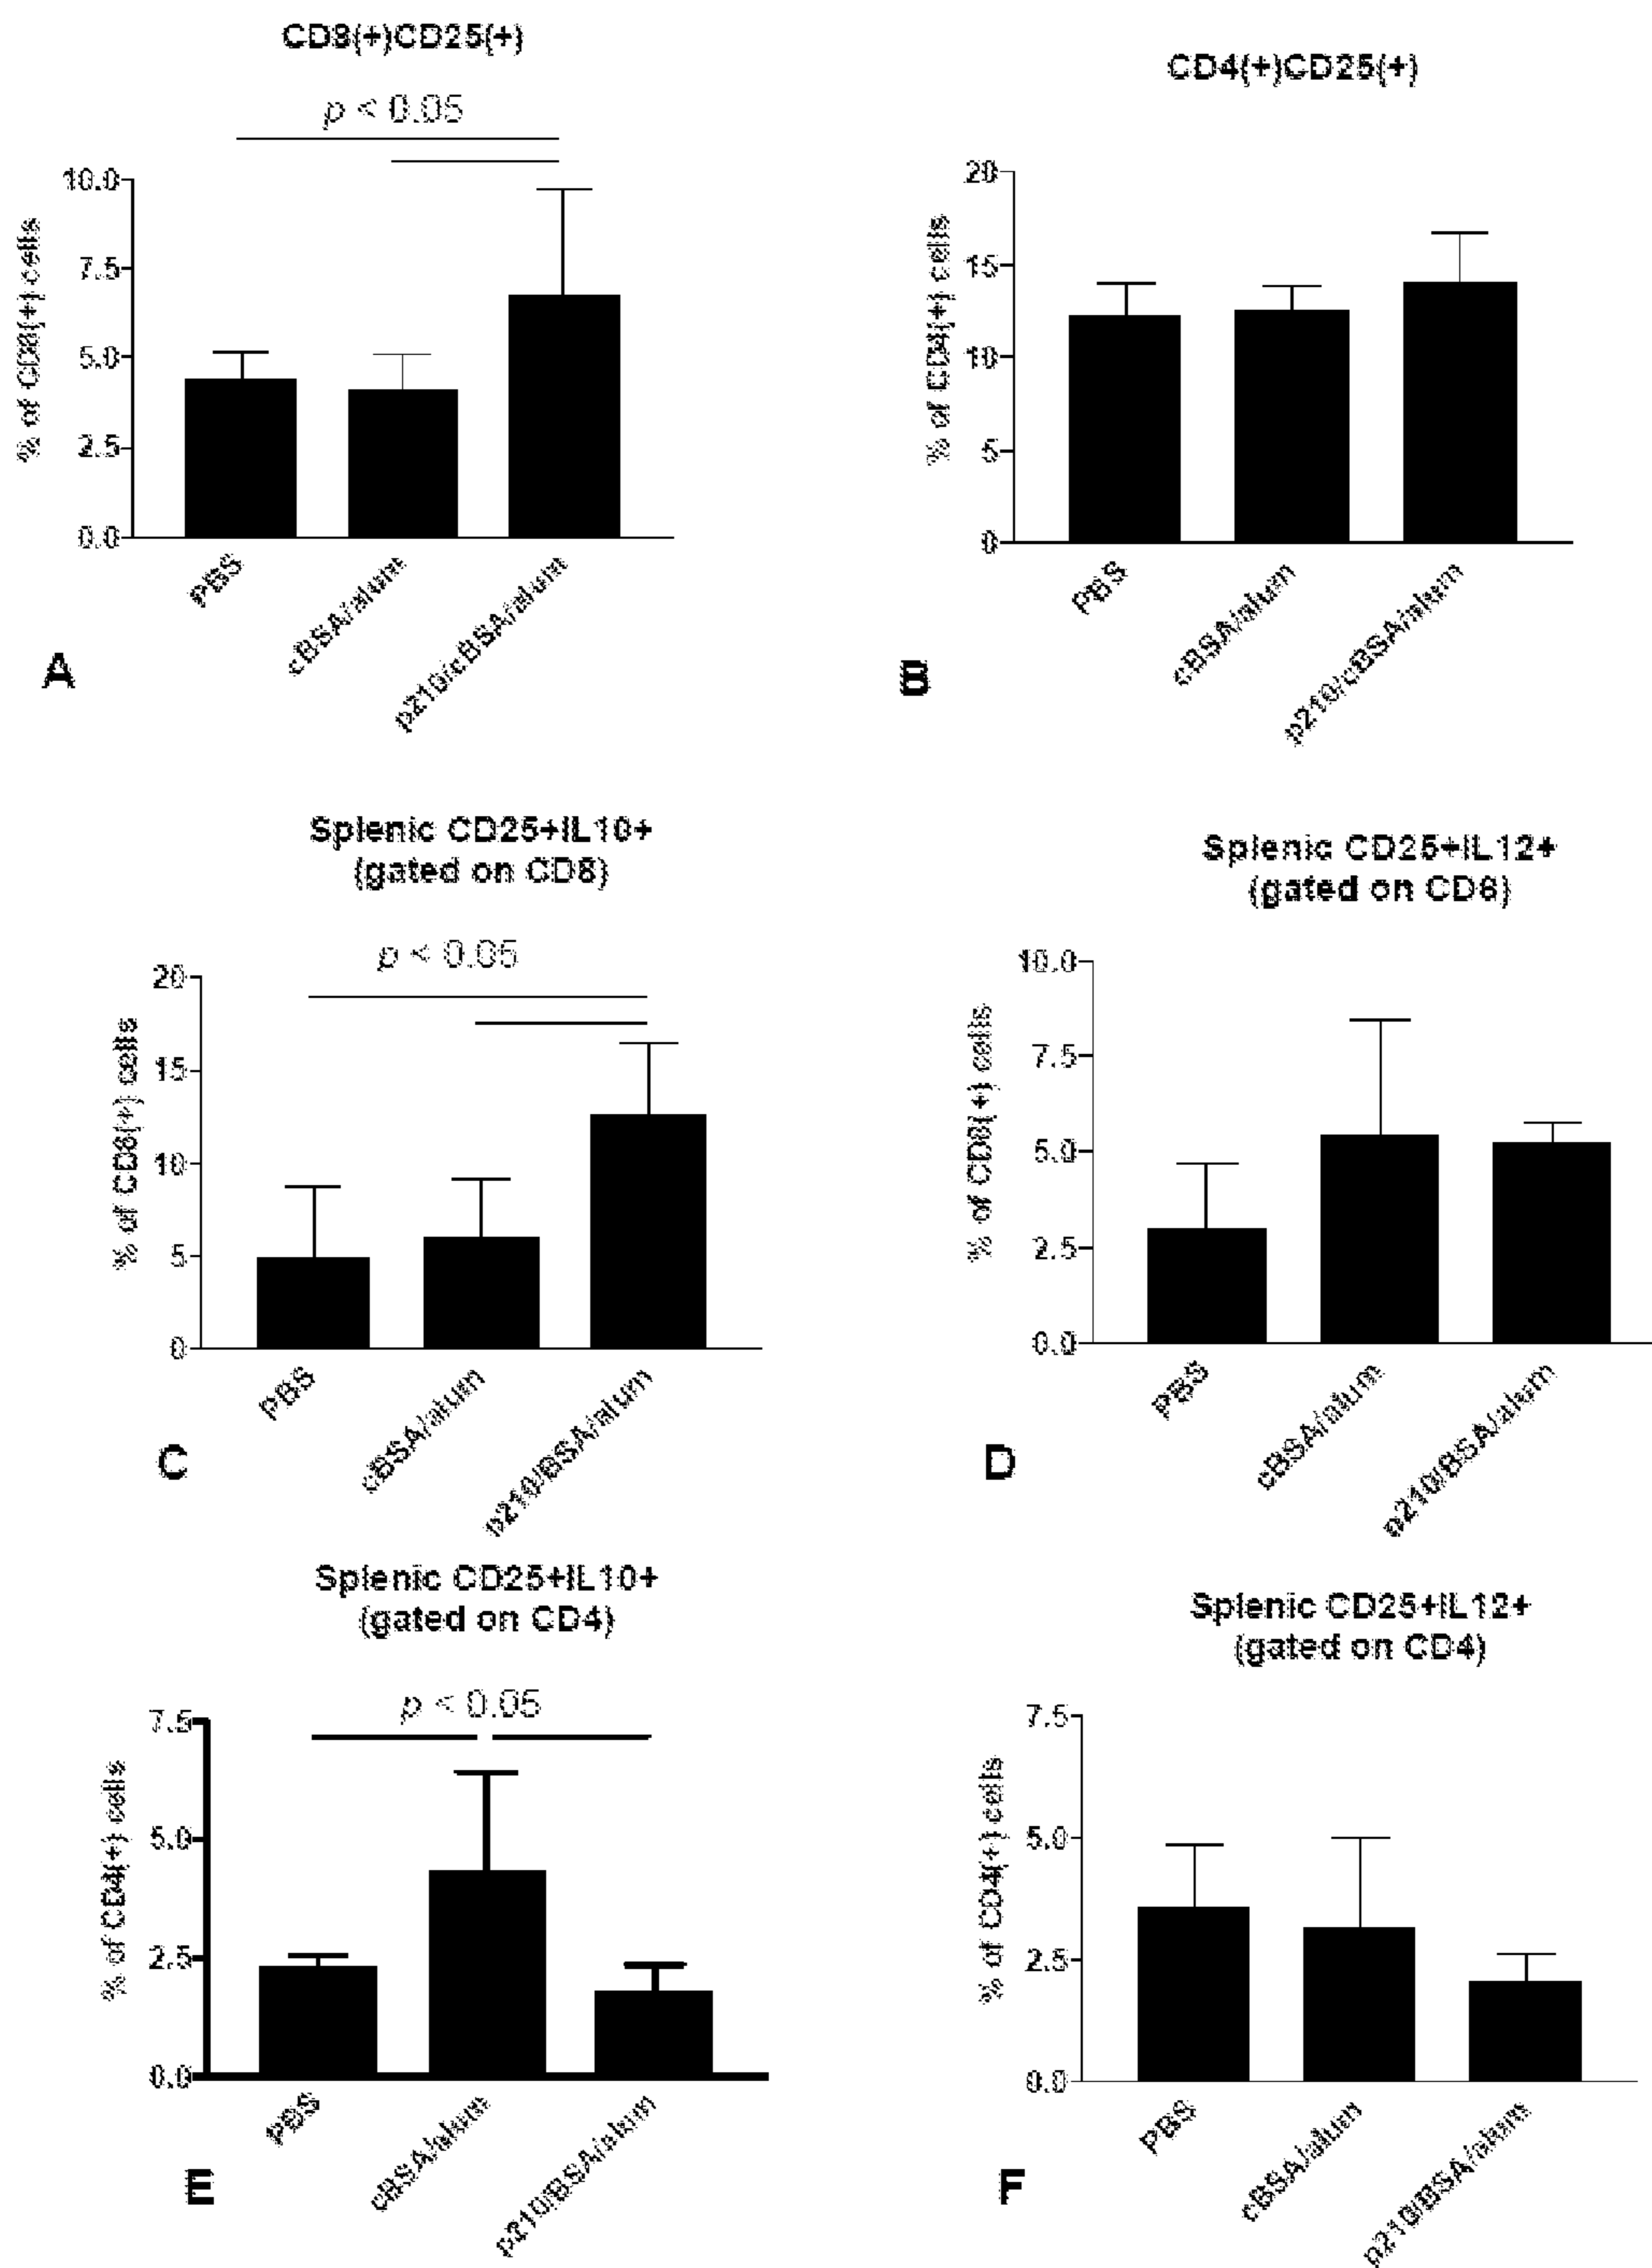 CD8(+)CD25(+)
p < 0.05
% of CD8(+) cells
10.0
7.5
5.0
2.5
0.0
PBS
cBSA/alum
p210/cBSA/alum
A
CD4(+)CD25(+)
% of CD4(+) cells
20
15
10
5
0
PBS
cBSA/alum
p210/cBSA/alum
B
Splenic CD25+IL10+
(gated on CD8)
p < 0.05
% of CD8(+) cells
20
15
10
5
0
PBS
cBSA/alum
p210/BSA/alum
C
Splenic CD25+IL12+
(gated on CD8)
% of CD8(+) cells
10.0
7.5
5.0
2.5
0.0
PBS
cBSA/alum
p210/BSA/alum
D
Splenic CD25+IL10+
(gated on CD4)
p < 0.05
% of CD4(+) cells
7.5
5.0
2.5
0.0
PBS
cBSA/alum
p210/BSA/alum
E
Splenic CD25+IL12+
(gated on CD4)
% of CD4(+) cells
7.5
5.0
2.5
0.0
PBS
cBSA/alum
p210/BSA/alum
F